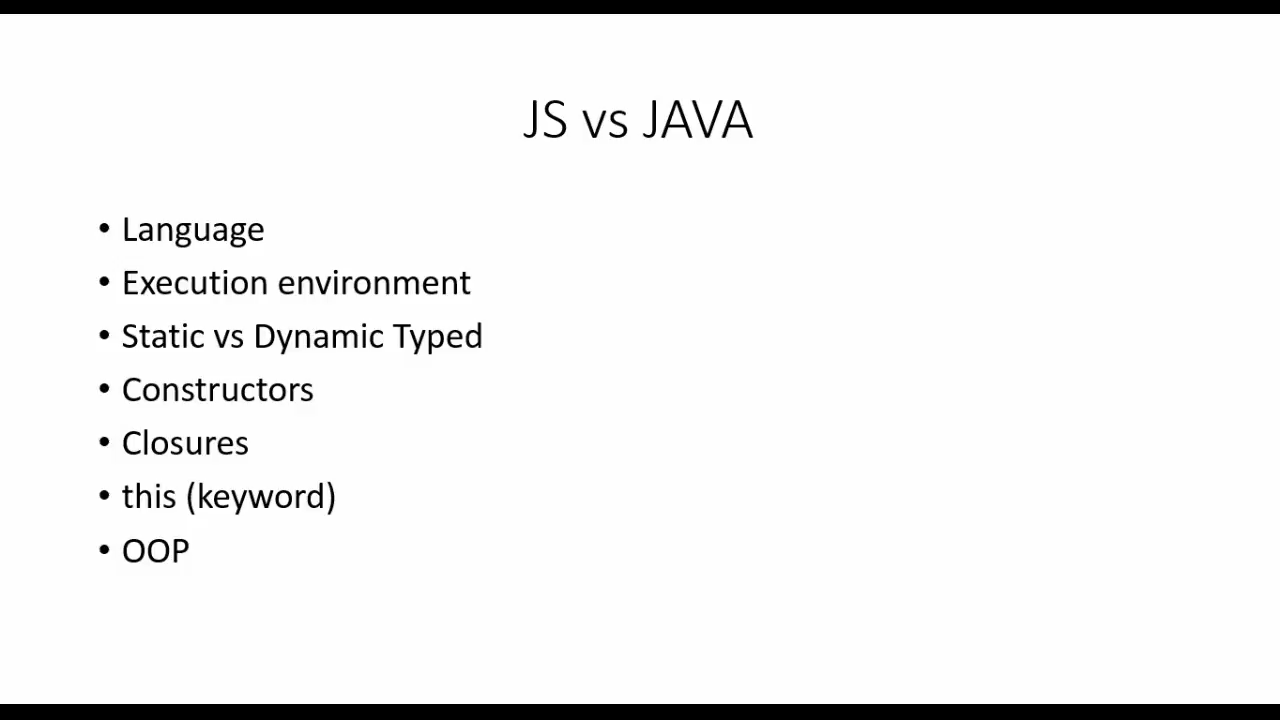 JS vs JAVA
• Language
• Execution environment
• Static vs Dynamic Typed
• Constructors
• Closures
• this (keyword)
• OOP